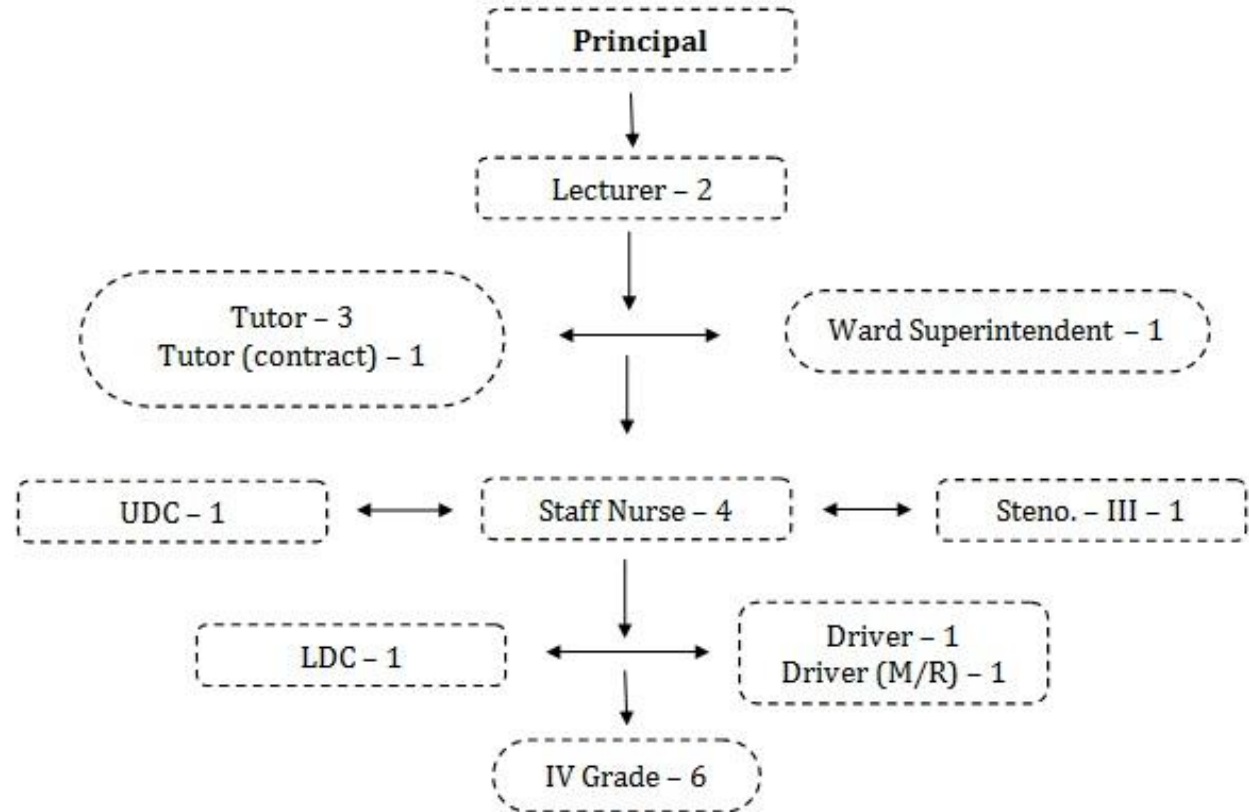 Principal
Lecturer – 2
Tutor – 3
Tutor (contract) – 1
Ward Superintendent – 1
UDC – 1
Staff Nurse – 4
Steno. – III – 1
LDC – 1
Driver – 1
Driver (M/R) – 1
IV Grade – 6